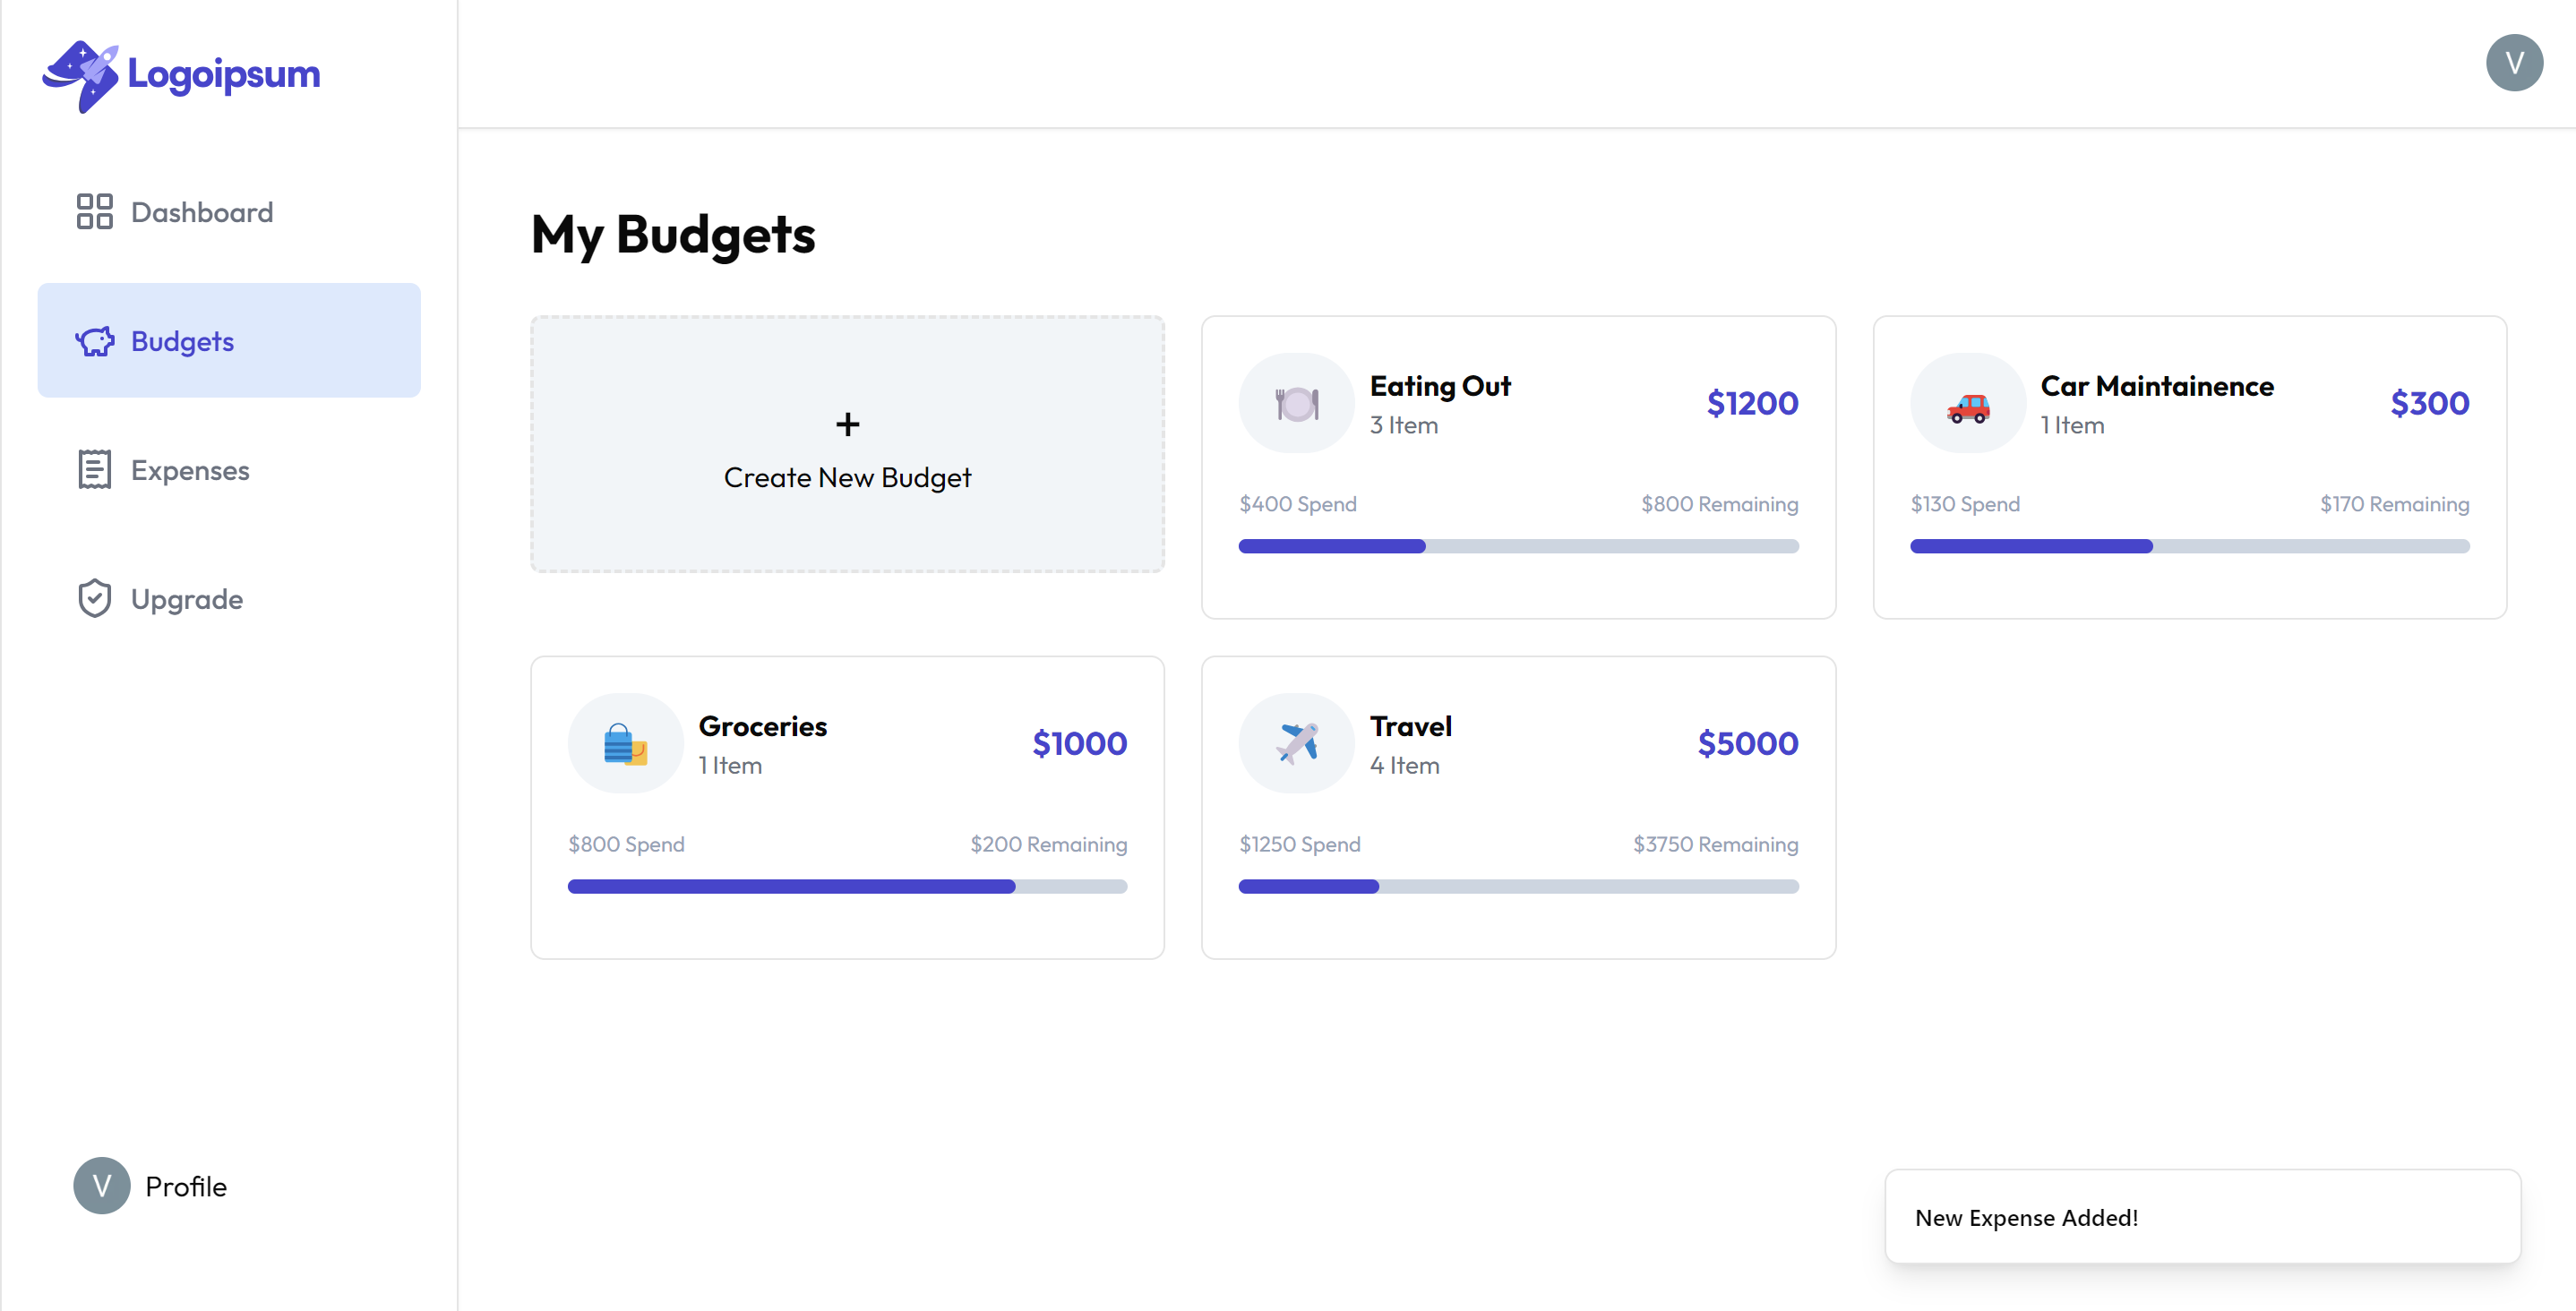 Logoipsum
V
Dashboard
Budgets
Expenses
Upgrade
V Profile
My Budgets
+
Create New Budget
Eating Out
3 Item
$1200
$400 Spend
$800 Remaining
Car Maintainence
1 Item
$300
$130 Spend
$170 Remaining
Groceries
1 Item
$1000
$800 Spend
$200 Remaining
Travel
4 Item
$5000
$1250 Spend
$3750 Remaining
New Expense Added!